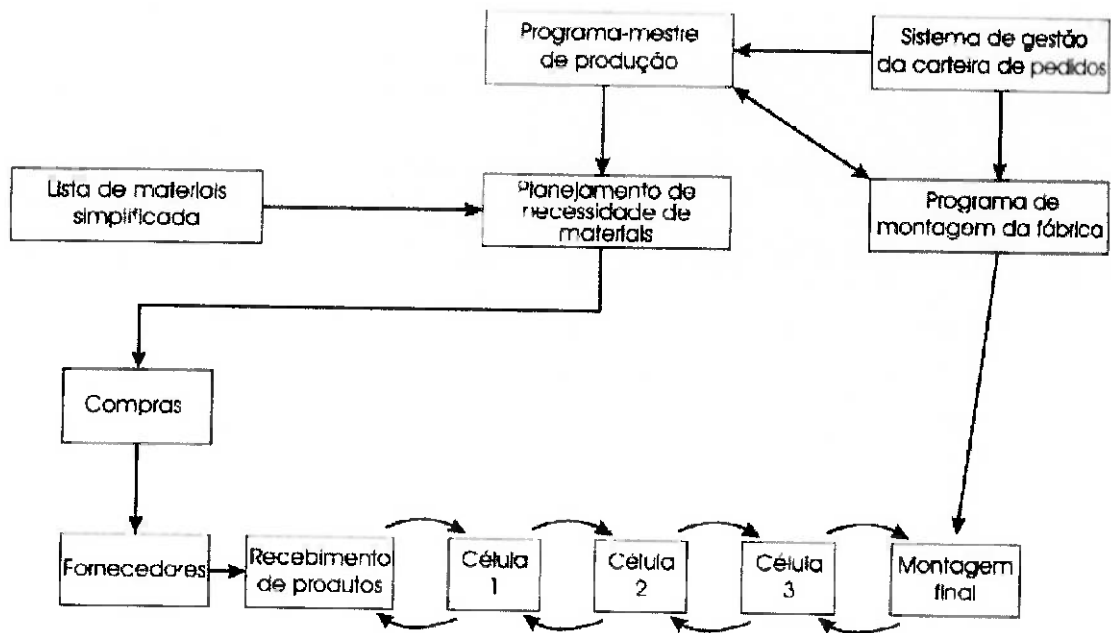 Programa-mestre
de produção
Sistema de gestão
da carteira de pedidos
Lista de materiais
simplificada
Planejamento de
necessidade de
materiais
Programa de
montagem da fábrica
Compras
Fornecedores
Recebimento
de produtos
Célula
1
Célula
2
Célula
3
Montagem
final